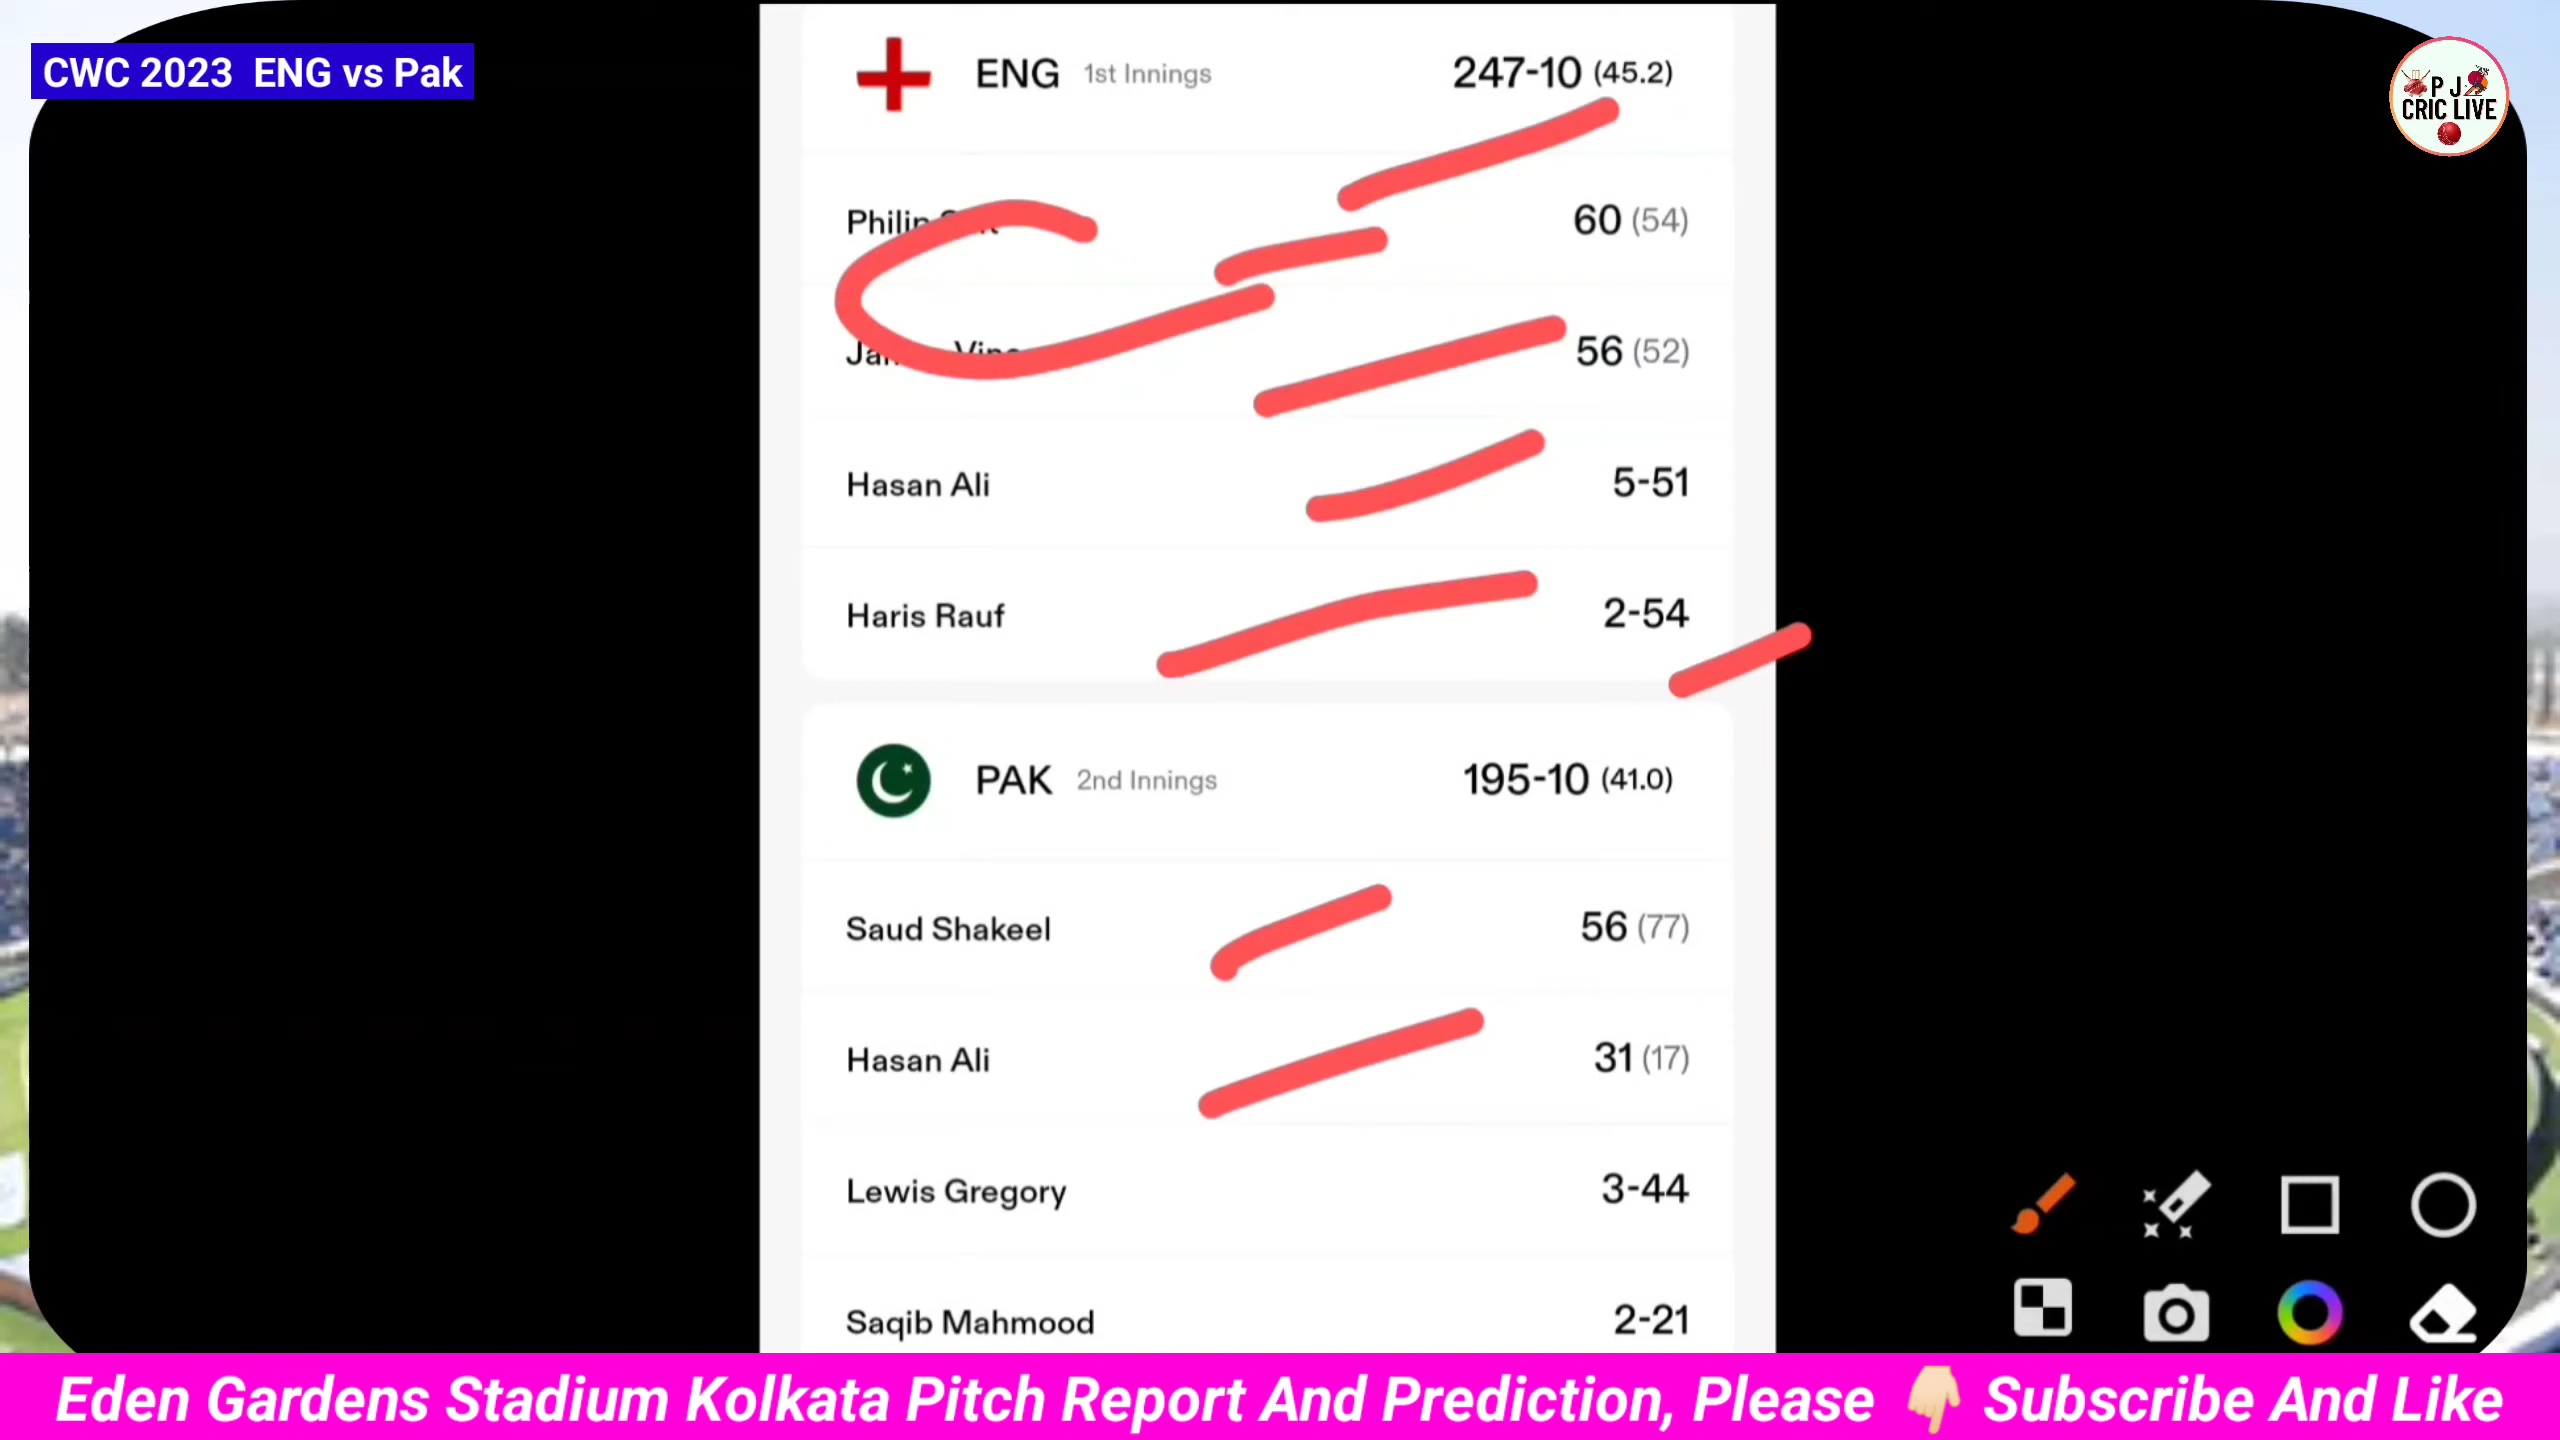 CWC 2023 ENG vs Pak
P J
CRIC LIVE
ENG 1st Innings 247-10 (45.2)
60 (54)
56 (52)
Hasan Ali 5-51
Haris Rauf 2-54
PAK 2nd Innings 195-10 (41.0)
Saud Shakeel 56 (77)
Hasan Ali 31 (17)
Lewis Gregory 3-44
Saqib Mahmood 2-21
Eden Gardens Stadium Kolkata Pitch Report And Prediction, Please 👇🏻 Subscribe And Like